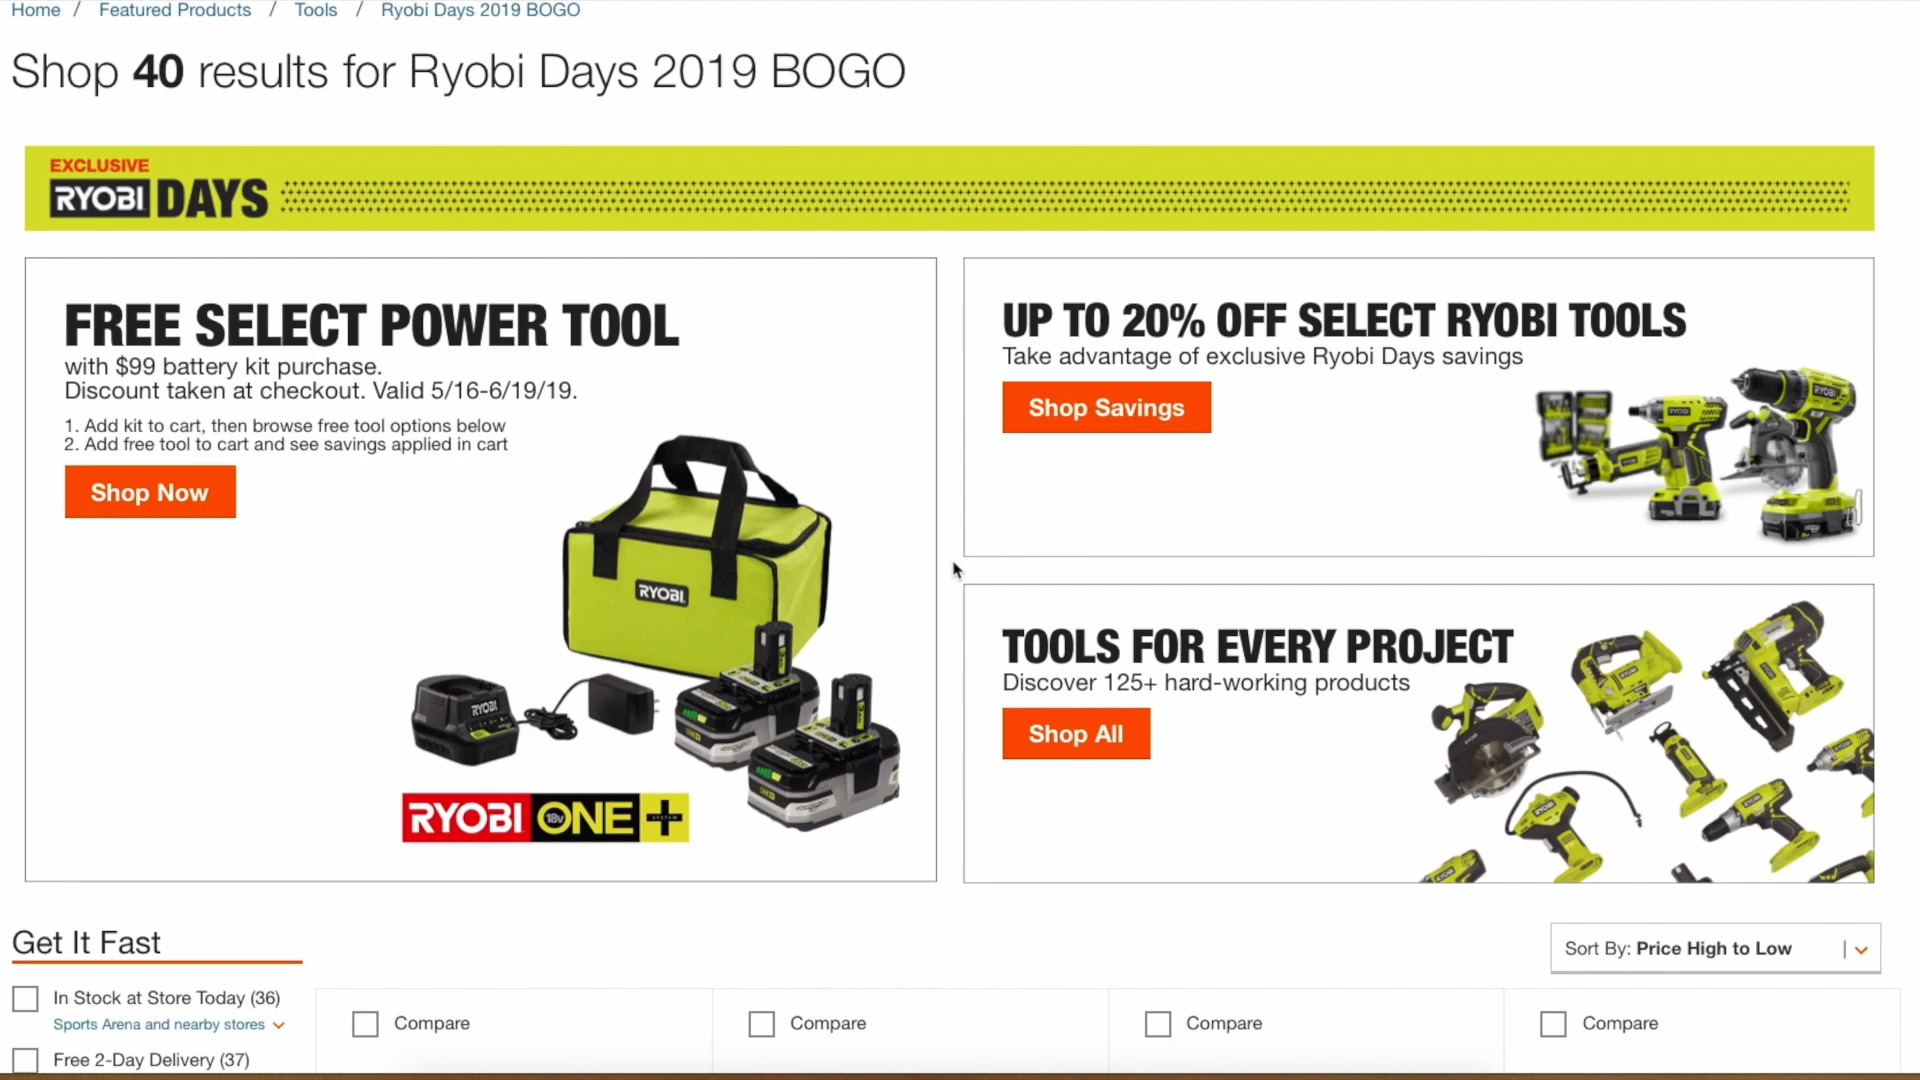 Home / Featured Products / Tools / Ryobi Days 2019 BOGO
Shop 40 results for Ryobi Days 2019 BOGO
EXCLUSIVE
RYOBI DAYS
FREE SELECT POWER TOOL
with $99 battery kit purchase.
Discount taken at checkout. Valid 5/16-6/19/19.
1. Add kit to cart, then browse free tool options below
2. Add free tool to cart and see savings applied in cart
Shop Now
RYOBI
RYOBI
RYOBI 18V ONE+
UP TO 20% OFF SELECT RYOBI TOOLS
Take advantage of exclusive Ryobi Days savings
Shop Savings
TOOLS FOR EVERY PROJECT
Discover 125+ hard-working products
Shop All
Get It Fast
Sort By: Price High to Low
In Stock at Store Today (36)
Sports Arena and nearby stores
Free 2-Day Delivery (37)
Compare
Compare
Compare
Compare